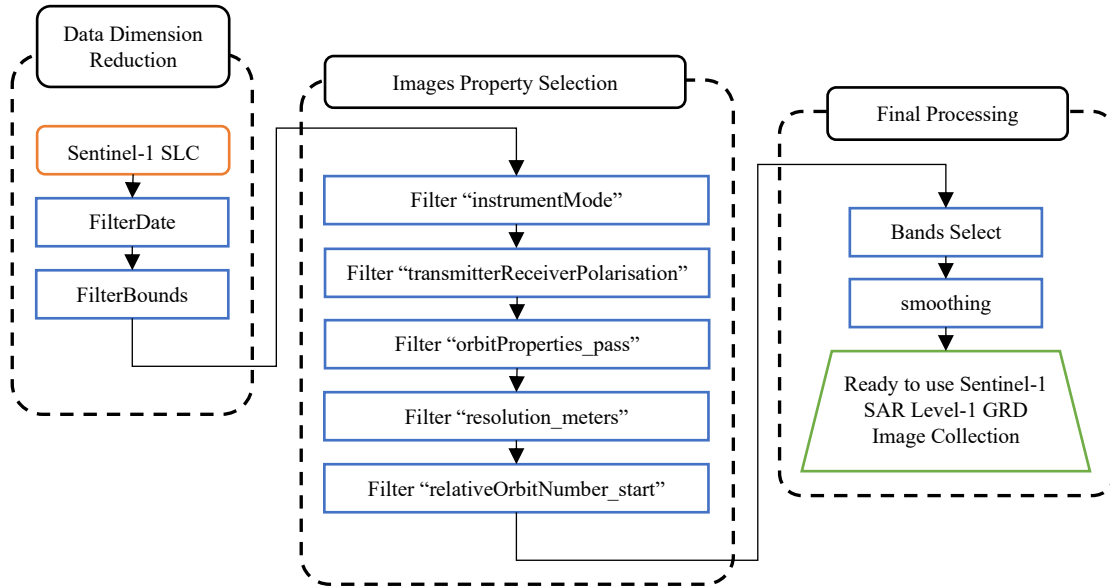 Data Dimension
Reduction
Sentinel-1 SLC
FilterDate
FilterBounds
Images Property Selection
Filter “instrumentMode”
Filter “transmitterReceiverPolarisation”
Filter “orbitProperties_pass”
Filter “resolution_meters”
Filter “relativeOrbitNumber_start”
Final Processing
Bands Select
smoothing
Ready to use Sentinel-1
SAR Level-1 GRD
Image Collection